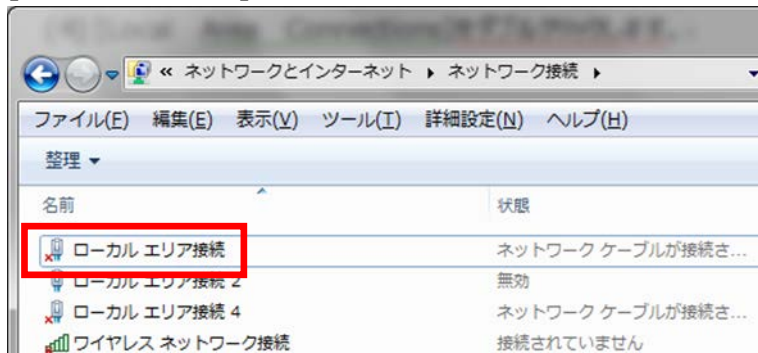 « ネットワークとインターネット ▸ ネットワーク接続 ▸
ファイル(F) 編集(E) 表示(V) ツール(T) 詳細設定(N) ヘルプ(H)
整理 ▼
名前 状態
ローカル エリア接続 ネットワーク ケーブルが接続さ...
ローカル エリア接続 2 無効
ローカル エリア接続 4 ネットワーク ケーブルが接続さ...
ワイヤレス ネットワーク接続 接続されていません